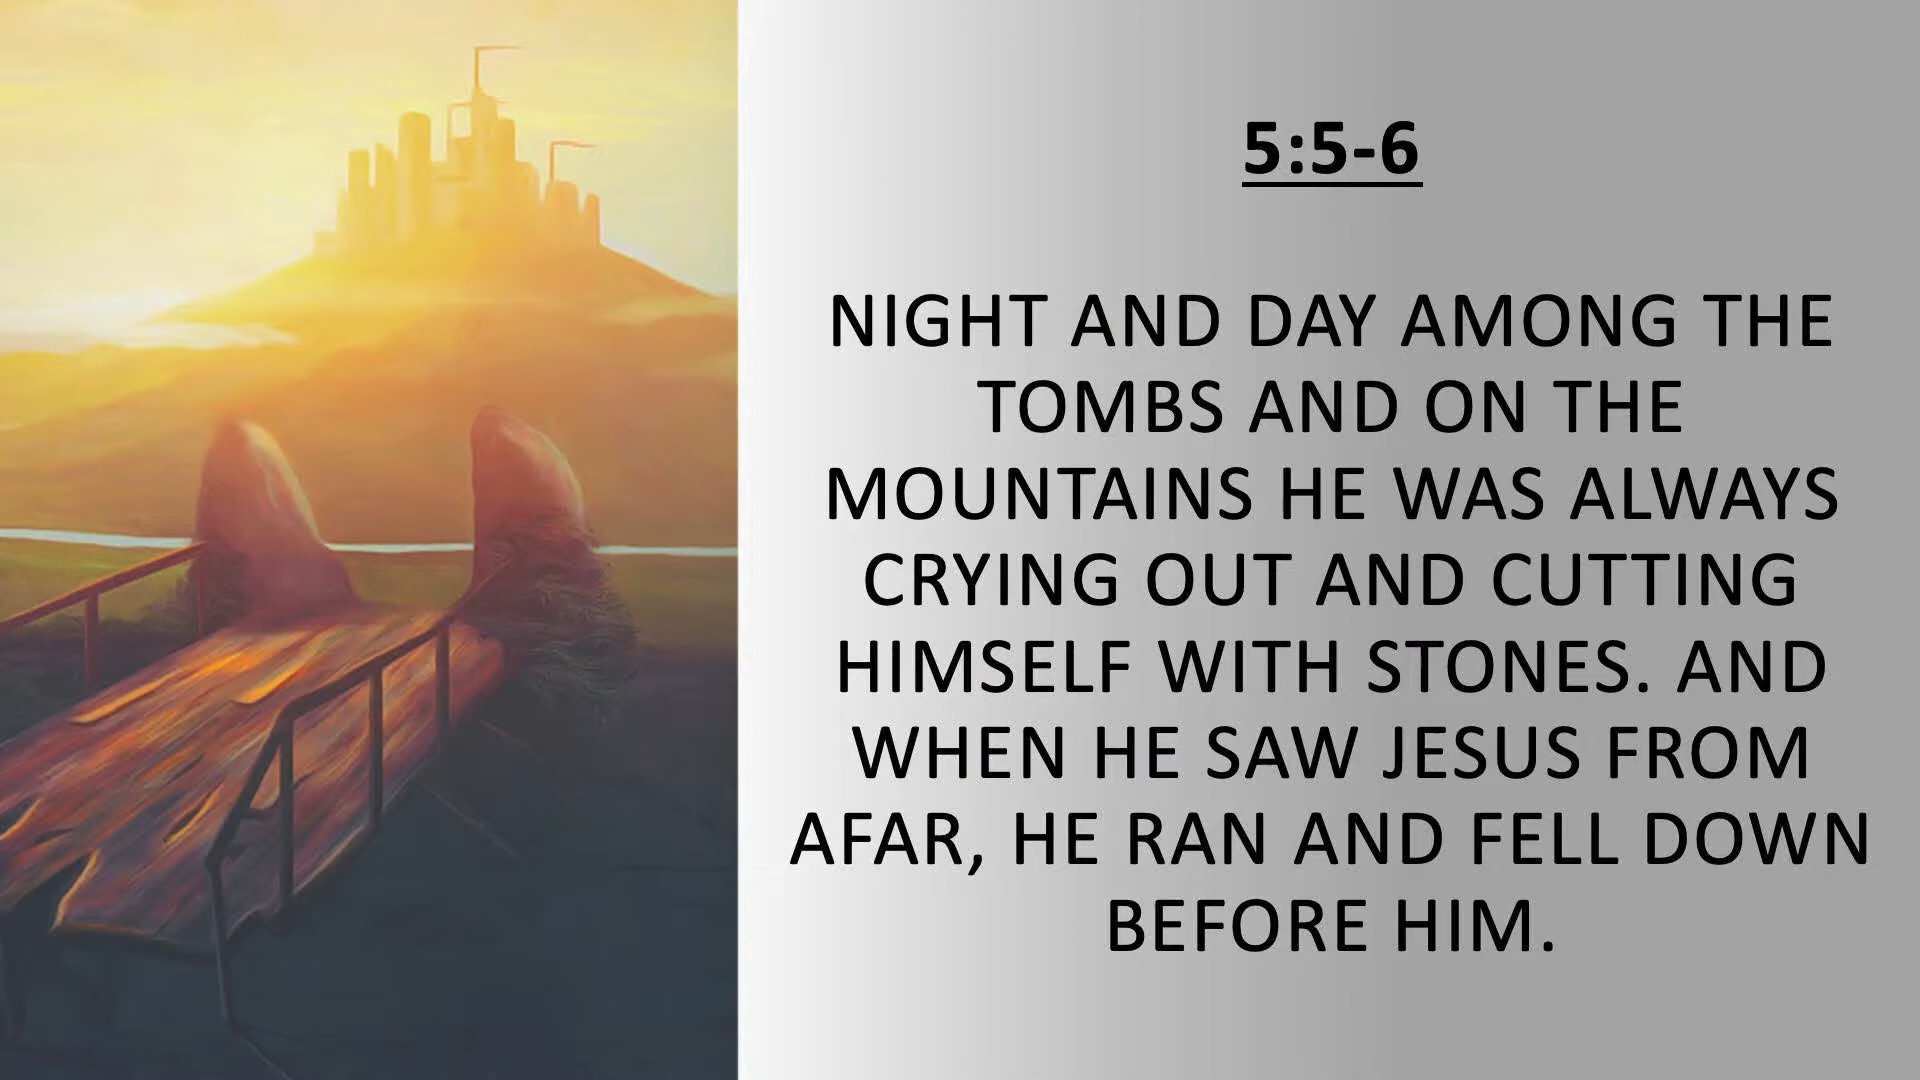 5:5-6
NIGHT AND DAY AMONG THE
TOMBS AND ON THE
MOUNTAINS HE WAS ALWAYS
CRYING OUT AND CUTTING
HIMSELF WITH STONES. AND
WHEN HE SAW JESUS FROM
AFAR, HE RAN AND FELL DOWN
BEFORE HIM.